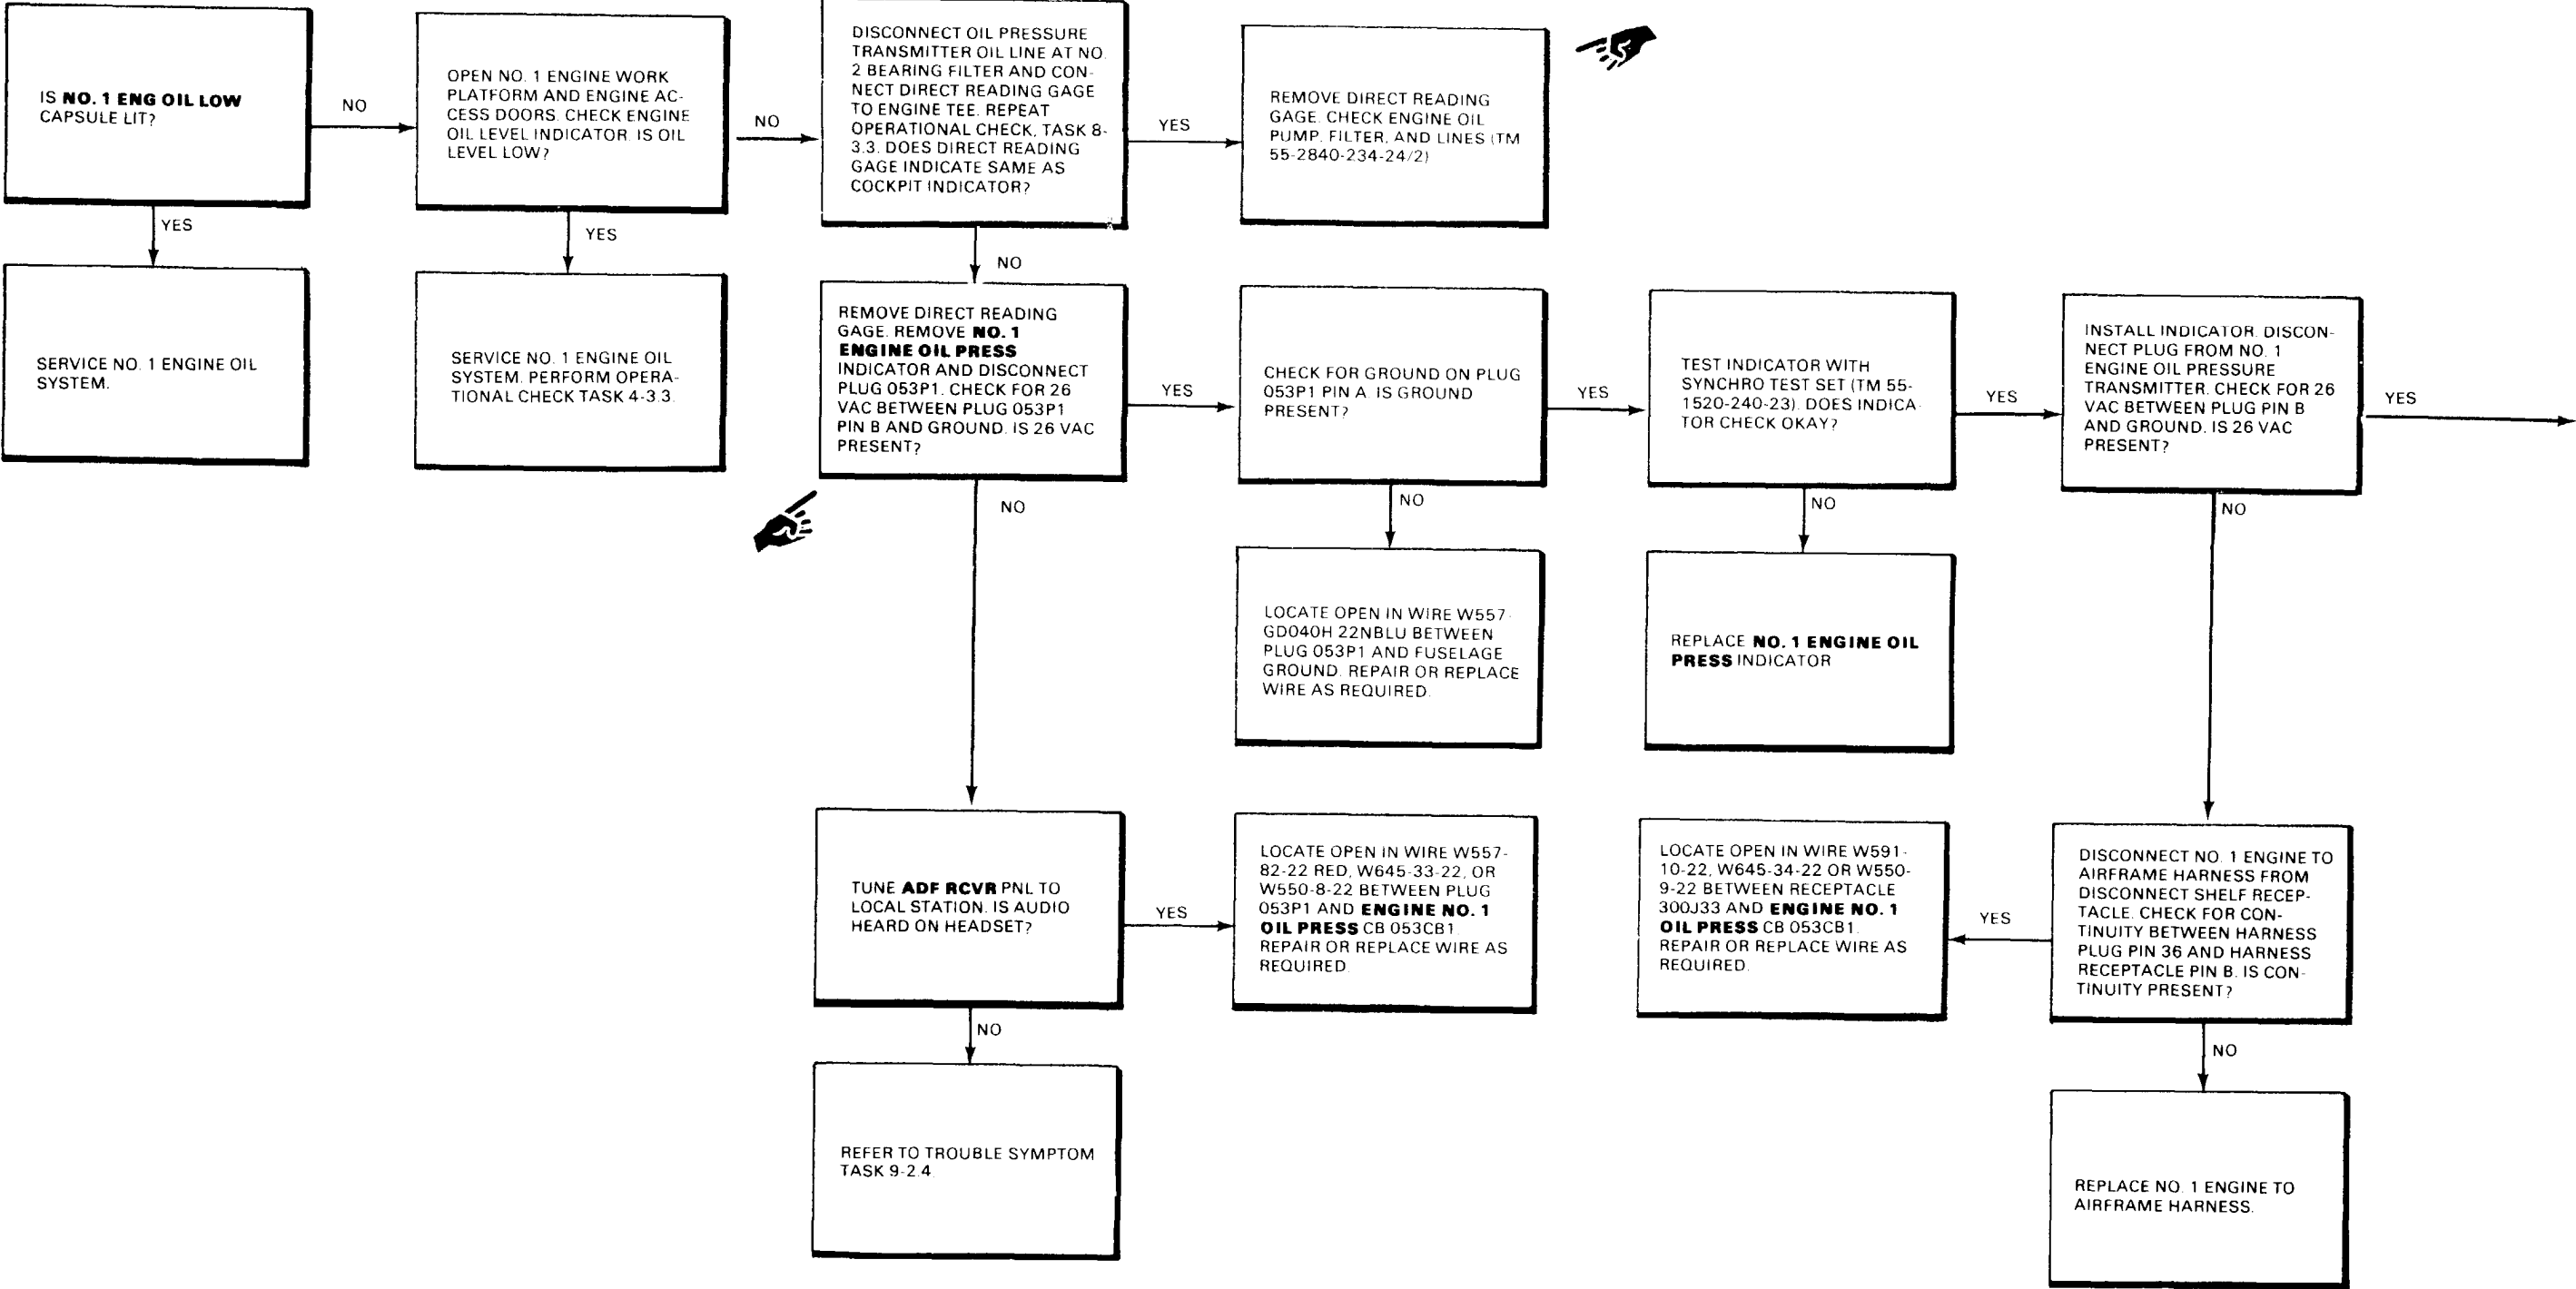 IS NO. 1 ENG OIL LOW
CAPSULE LIT?
NO
YES
SERVICE NO. 1 ENGINE OIL
SYSTEM.
OPEN NO. 1 ENGINE WORK
PLATFORM AND ENGINE AC-
CESS DOORS. CHECK ENGINE
OIL LEVEL INDICATOR. IS OIL
LEVEL LOW?
NO
YES
SERVICE NO. 1 ENGINE OIL
SYSTEM. PERFORM OPERA-
TIONAL CHECK TASK 4-3.3.
DISCONNECT OIL PRESSURE
TRANSMITTER OIL LINE AT NO.
2 BEARING FILTER AND CON-
NECT DIRECT READING GAGE
TO ENGINE TEE. REPEAT
OPERATIONAL CHECK, TASK 8-
3.3. DOES DIRECT READING
GAGE INDICATE SAME AS
COCKPIT INDICATOR?
YES
NO
REMOVE DIRECT READING
GAGE. CHECK ENGINE OIL
PUMP, FILTER, AND LINES (TM
55-2840-234-24/2)
REMOVE DIRECT READING
GAGE. REMOVE NO. 1
ENGINE OIL PRESS
INDICATOR AND DISCONNECT
PLUG 053P1. CHECK FOR 26
VAC BETWEEN PLUG 053P1
PIN B AND GROUND. IS 26 VAC
PRESENT?
YES
NO
CHECK FOR GROUND ON PLUG
053P1 PIN A. IS GROUND
PRESENT?
YES
NO
TEST INDICATOR WITH
SYNCHRO TEST SET (TM 55-
1520-240-23). DOES INDICA-
TOR CHECK OKAY?
YES
NO
INSTALL INDICATOR. DISCON-
NECT PLUG FROM NO. 1
ENGINE OIL PRESSURE
TRANSMITTER. CHECK FOR 26
VAC BETWEEN PLUG PIN B
AND GROUND. IS 26 VAC
PRESENT?
YES
NO
LOCATE OPEN IN WIRE W557-
GD040H 22NBLU BETWEEN
PLUG 053P1 AND FUSELAGE
GROUND. REPAIR OR REPLACE
WIRE AS REQUIRED.
REPLACE NO. 1 ENGINE OIL
PRESS INDICATOR
TUNE ADF RCVR PNL TO
LOCAL STATION. IS AUDIO
HEARD ON HEADSET?
YES
NO
LOCATE OPEN IN WIRE W557-
82-22 RED, W645-33-22, OR
W550-8-22 BETWEEN PLUG
053P1 AND ENGINE NO. 1
OIL PRESS CB 053CB1.
REPAIR OR REPLACE WIRE AS
REQUIRED.
LOCATE OPEN IN WIRE W591-
10-22, W645-34-22 OR W550-
9-22 BETWEEN RECEPTACLE
300J33 AND ENGINE NO. 1
OIL PRESS CB 053CB1.
REPAIR OR REPLACE WIRE AS
REQUIRED.
YES
DISCONNECT NO. 1 ENGINE TO
AIRFRAME HARNESS FROM
DISCONNECT SHELF RECEP-
TACLE. CHECK FOR CON-
TINUITY BETWEEN HARNESS
PLUG PIN 36 AND HARNESS
RECEPTACLE PIN B. IS CON-
TINUITY PRESENT?
NO
REFER TO TROUBLE SYMPTOM
TASK 9-2.4.
REPLACE NO. 1 ENGINE TO
AIRFRAME HARNESS.